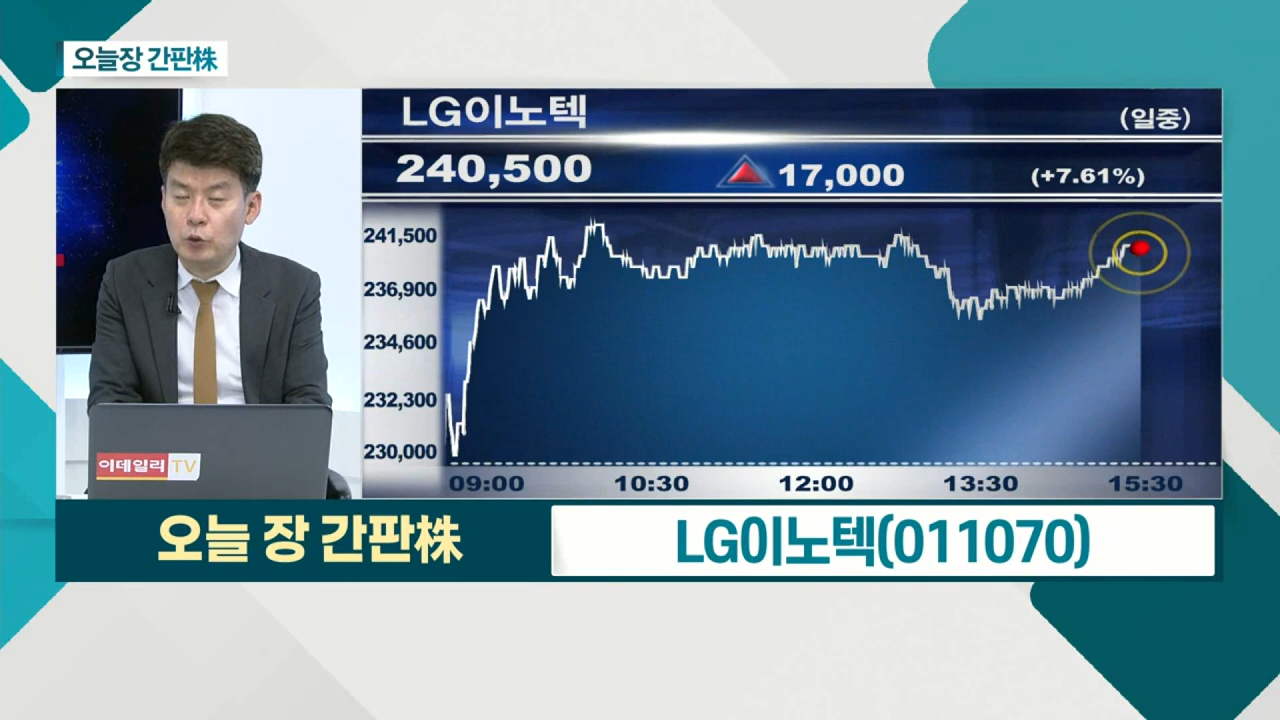 오늘장 간판株
LG이노텍
(일중)
240,500 17,000 (+7.61%)
241,500
236,900
234,600
232,300
230,000
09:00 10:30 12:00 13:30 15:30
이데일리TV
오늘 장 간판株
LG이노텍(011070)